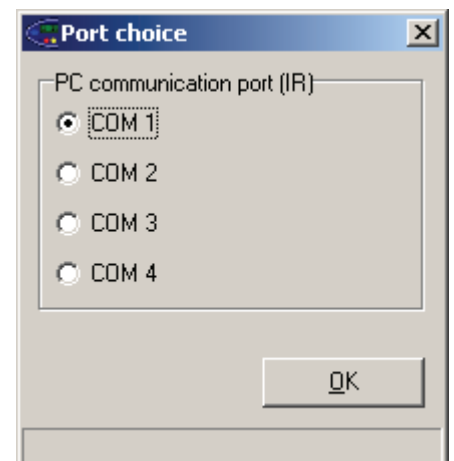 Port choice
PC communication port (IR)
COM 1
COM 2
COM 3
COM 4
OK